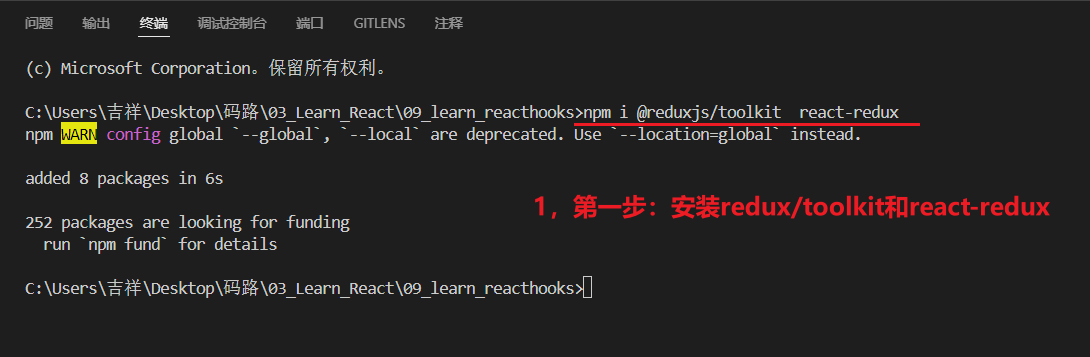 问题 输出 终端 调试控制台 端口 GITLENS 注释
(c) Microsoft Corporation。保留所有权利。
C:\Users\吉祥\Desktop\码路\03_Learn_React\09_learn_reacthooks>npm i @reduxjs/toolkit  react-redux
npm WARN config global `--global`, `--local` are deprecated. Use `--location=global` instead.
added 8 packages in 6s
1，第一步：安装redux/toolkit和react-redux
252 packages are looking for funding
  run `npm fund` for details
C:\Users\吉祥\Desktop\码路\03_Learn_React\09_learn_reacthooks>